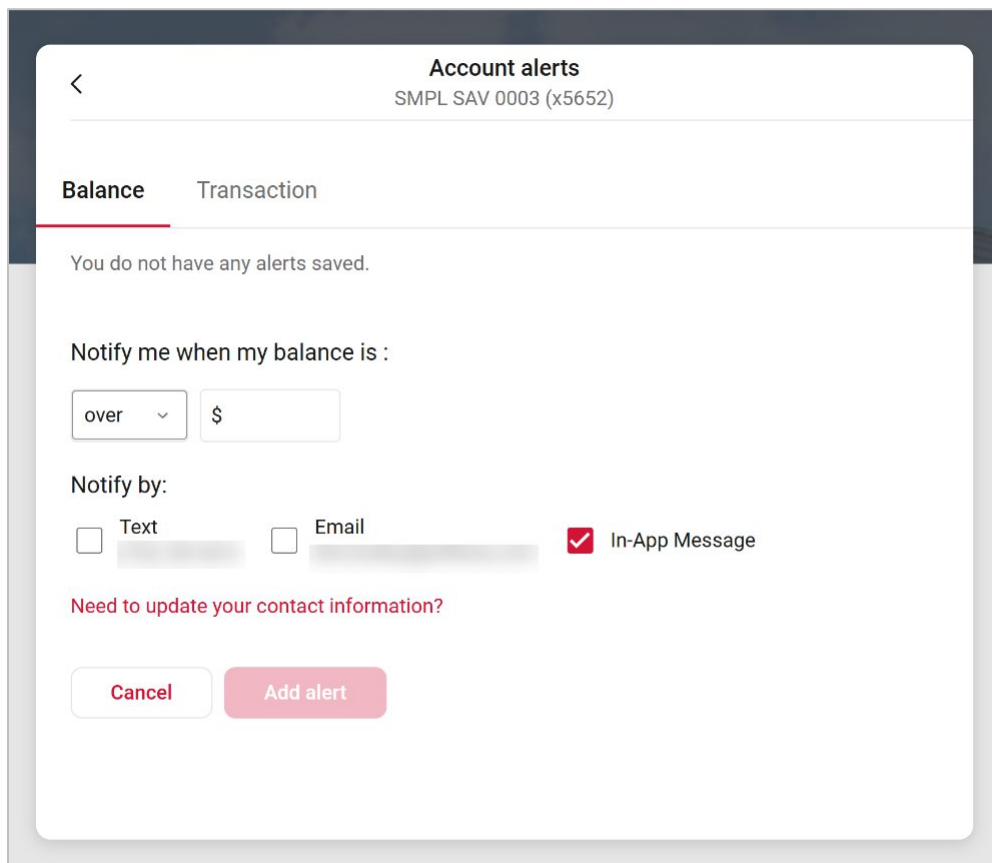 Account alerts
SMPL SAV 0003 (x5652)
Balance Transaction
You do not have any alerts saved.
Notify me when my balance is :
over $
Notify by:
Text Email In-App Message
Need to update your contact information?
Cancel Add alert